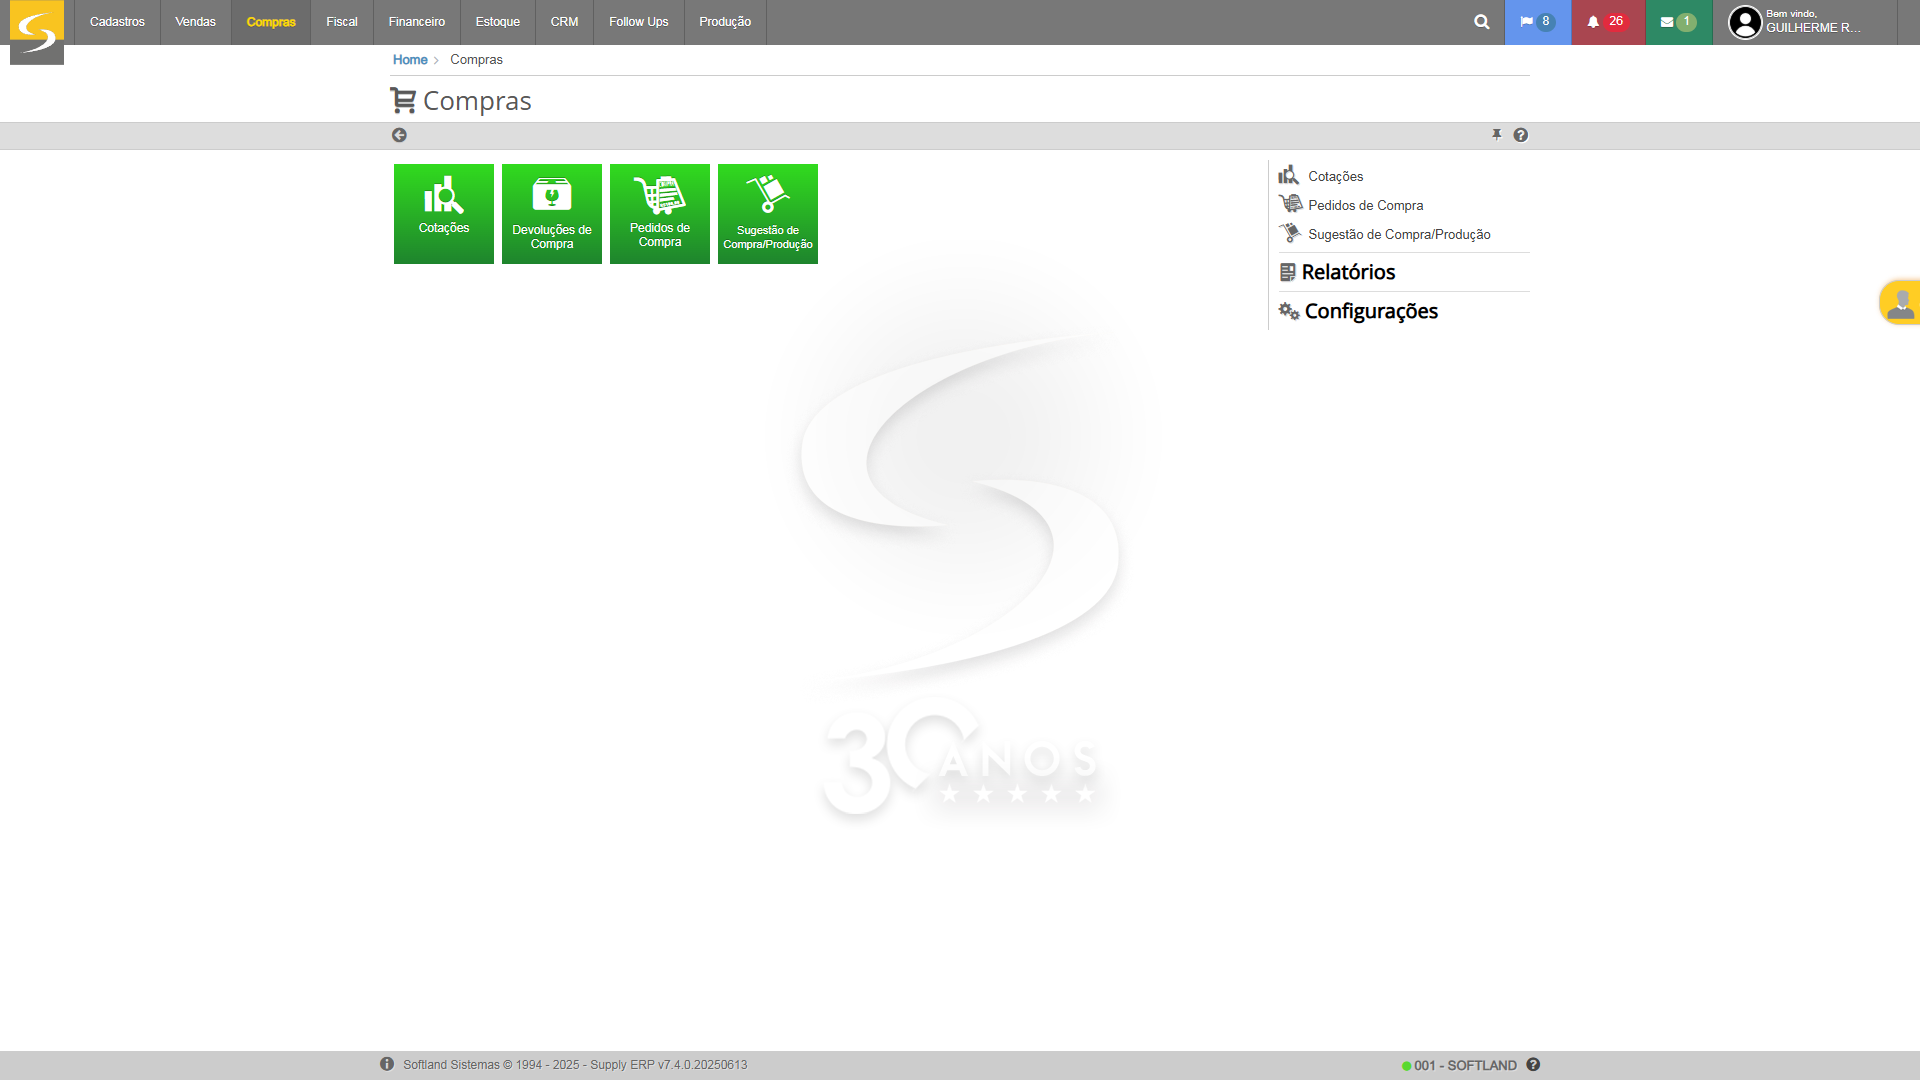 Cadastros
Vendas
Compras
Fiscal
Financeiro
Estoque
CRM
Follow Ups
Produção
8
26
1
Bem vindo,
GUILHERME R...
Home
Compras
Compras
Cotações
Devoluções de
Compra
Pedidos de
Compra
Sugestão de
Compra/Produção
Cotações
Pedidos de Compra
Sugestão de Compra/Produção
Relatórios
Configurações
30 ANOS
Softland Sistemas © 1994 - 2025 - Supply ERP v7.4.0.20250613
001 - SOFTLAND